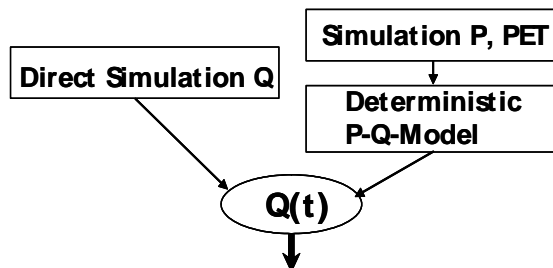 Simulation P, PET
Direct Simulation Q
Deterministic
P-Q-Model
Q(t)